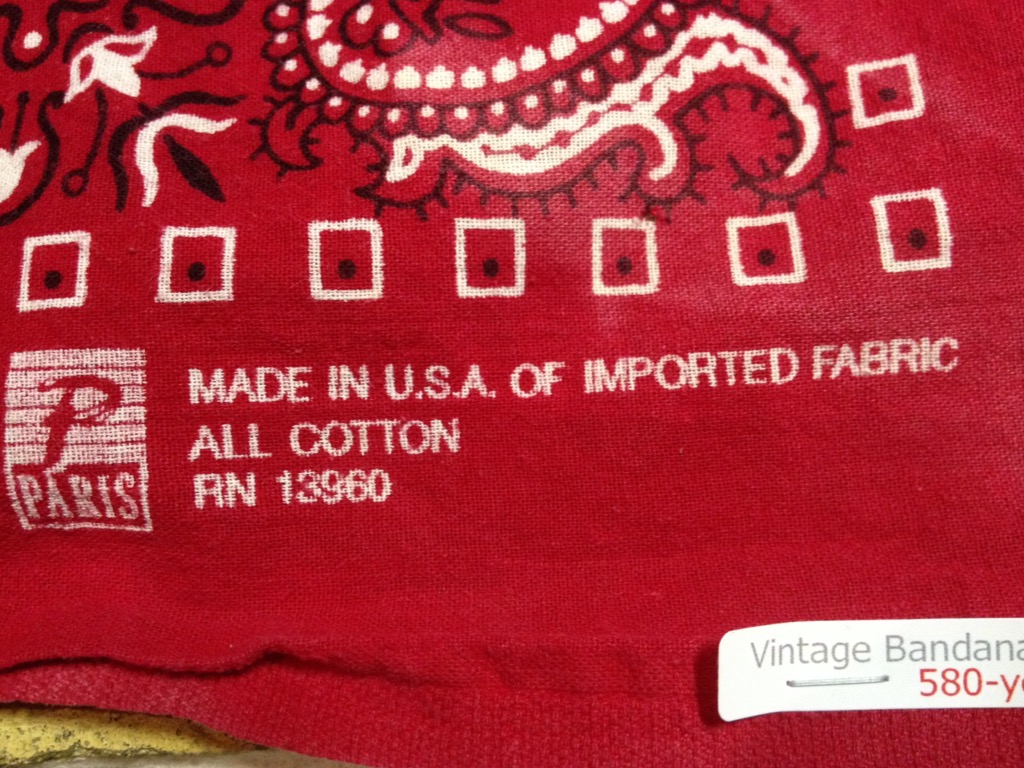 MADE IN U.S.A. OF IMPORTED FABRIC
ALL COTTON
RN 13960
P
PARIS
Vintage Bandana
580-y